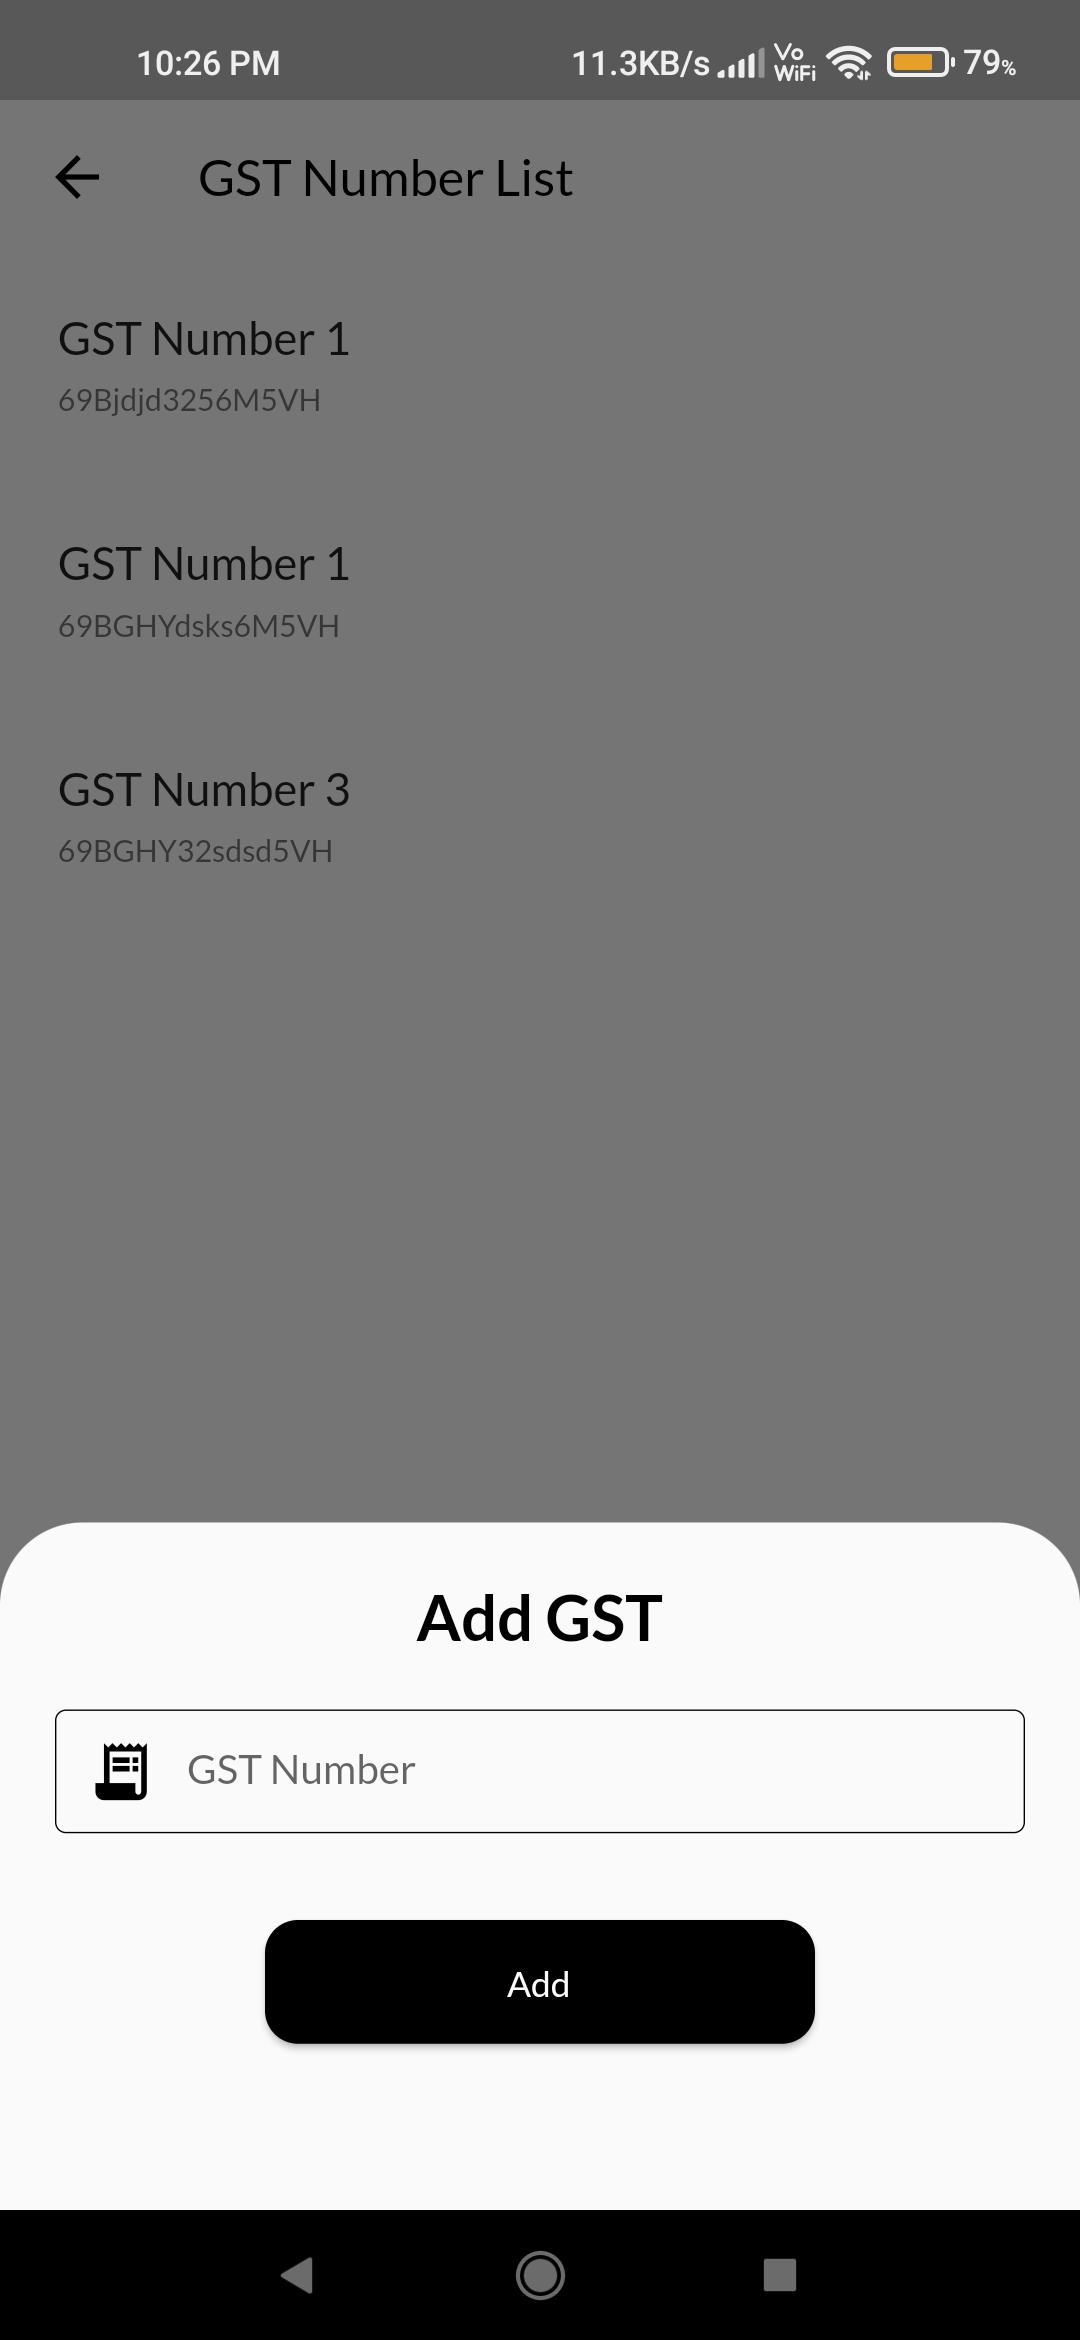 10:26 PM 11.3KB/s Vo WiFi 79%
GST Number List
GST Number 1
69Bjdjd3256M5VH
GST Number 1
69BGHYdsks6M5VH
GST Number 3
69BGHY32sdsd5VH
Add GST
GST Number
Add